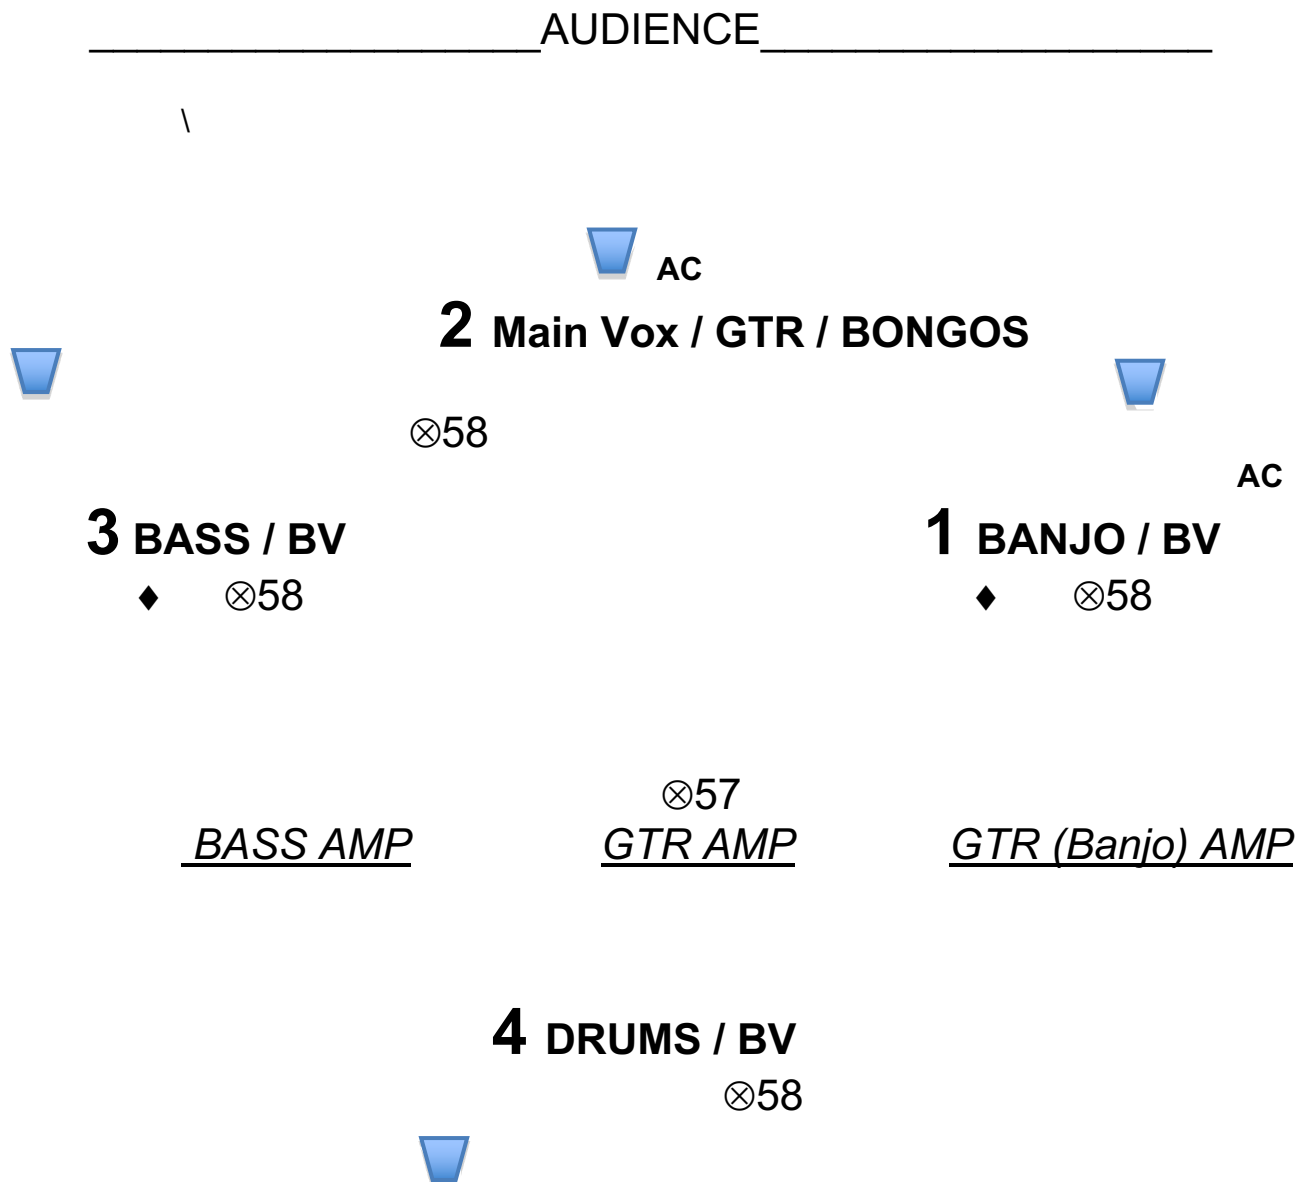 ___________________AUDIENCE___________________
\
AC
2 Main Vox / GTR / BONGOS
⊗58
AC
3 BASS / BV 1 BANJO / BV
♦ ⊗58 ♦ ⊗58
⊗57
BASS AMP GTR AMP GTR (Banjo) AMP
4 DRUMS / BV
⊗58